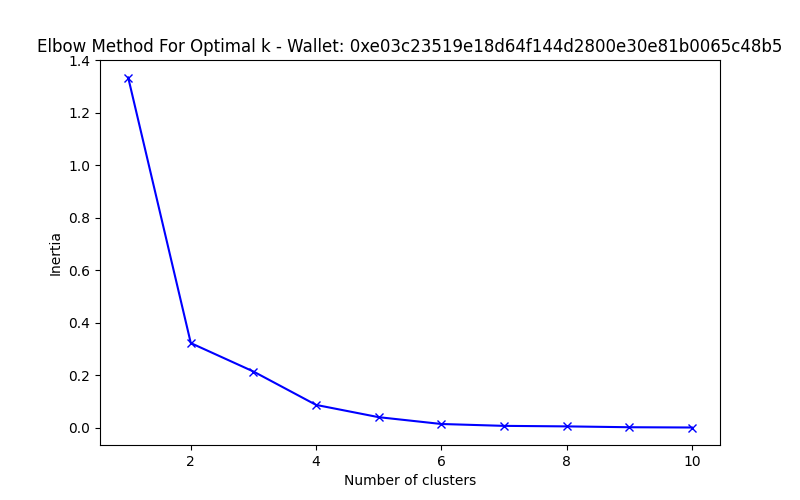 Elbow Method For Optimal k - Wallet: 0xe03c23519e18d64f144d2800e30e81b0065c48b5
1.4
1.2
1.0
0.8
0.6
0.4
0.2
0.0
Inertia
2 4 6 8 10
Number of clusters